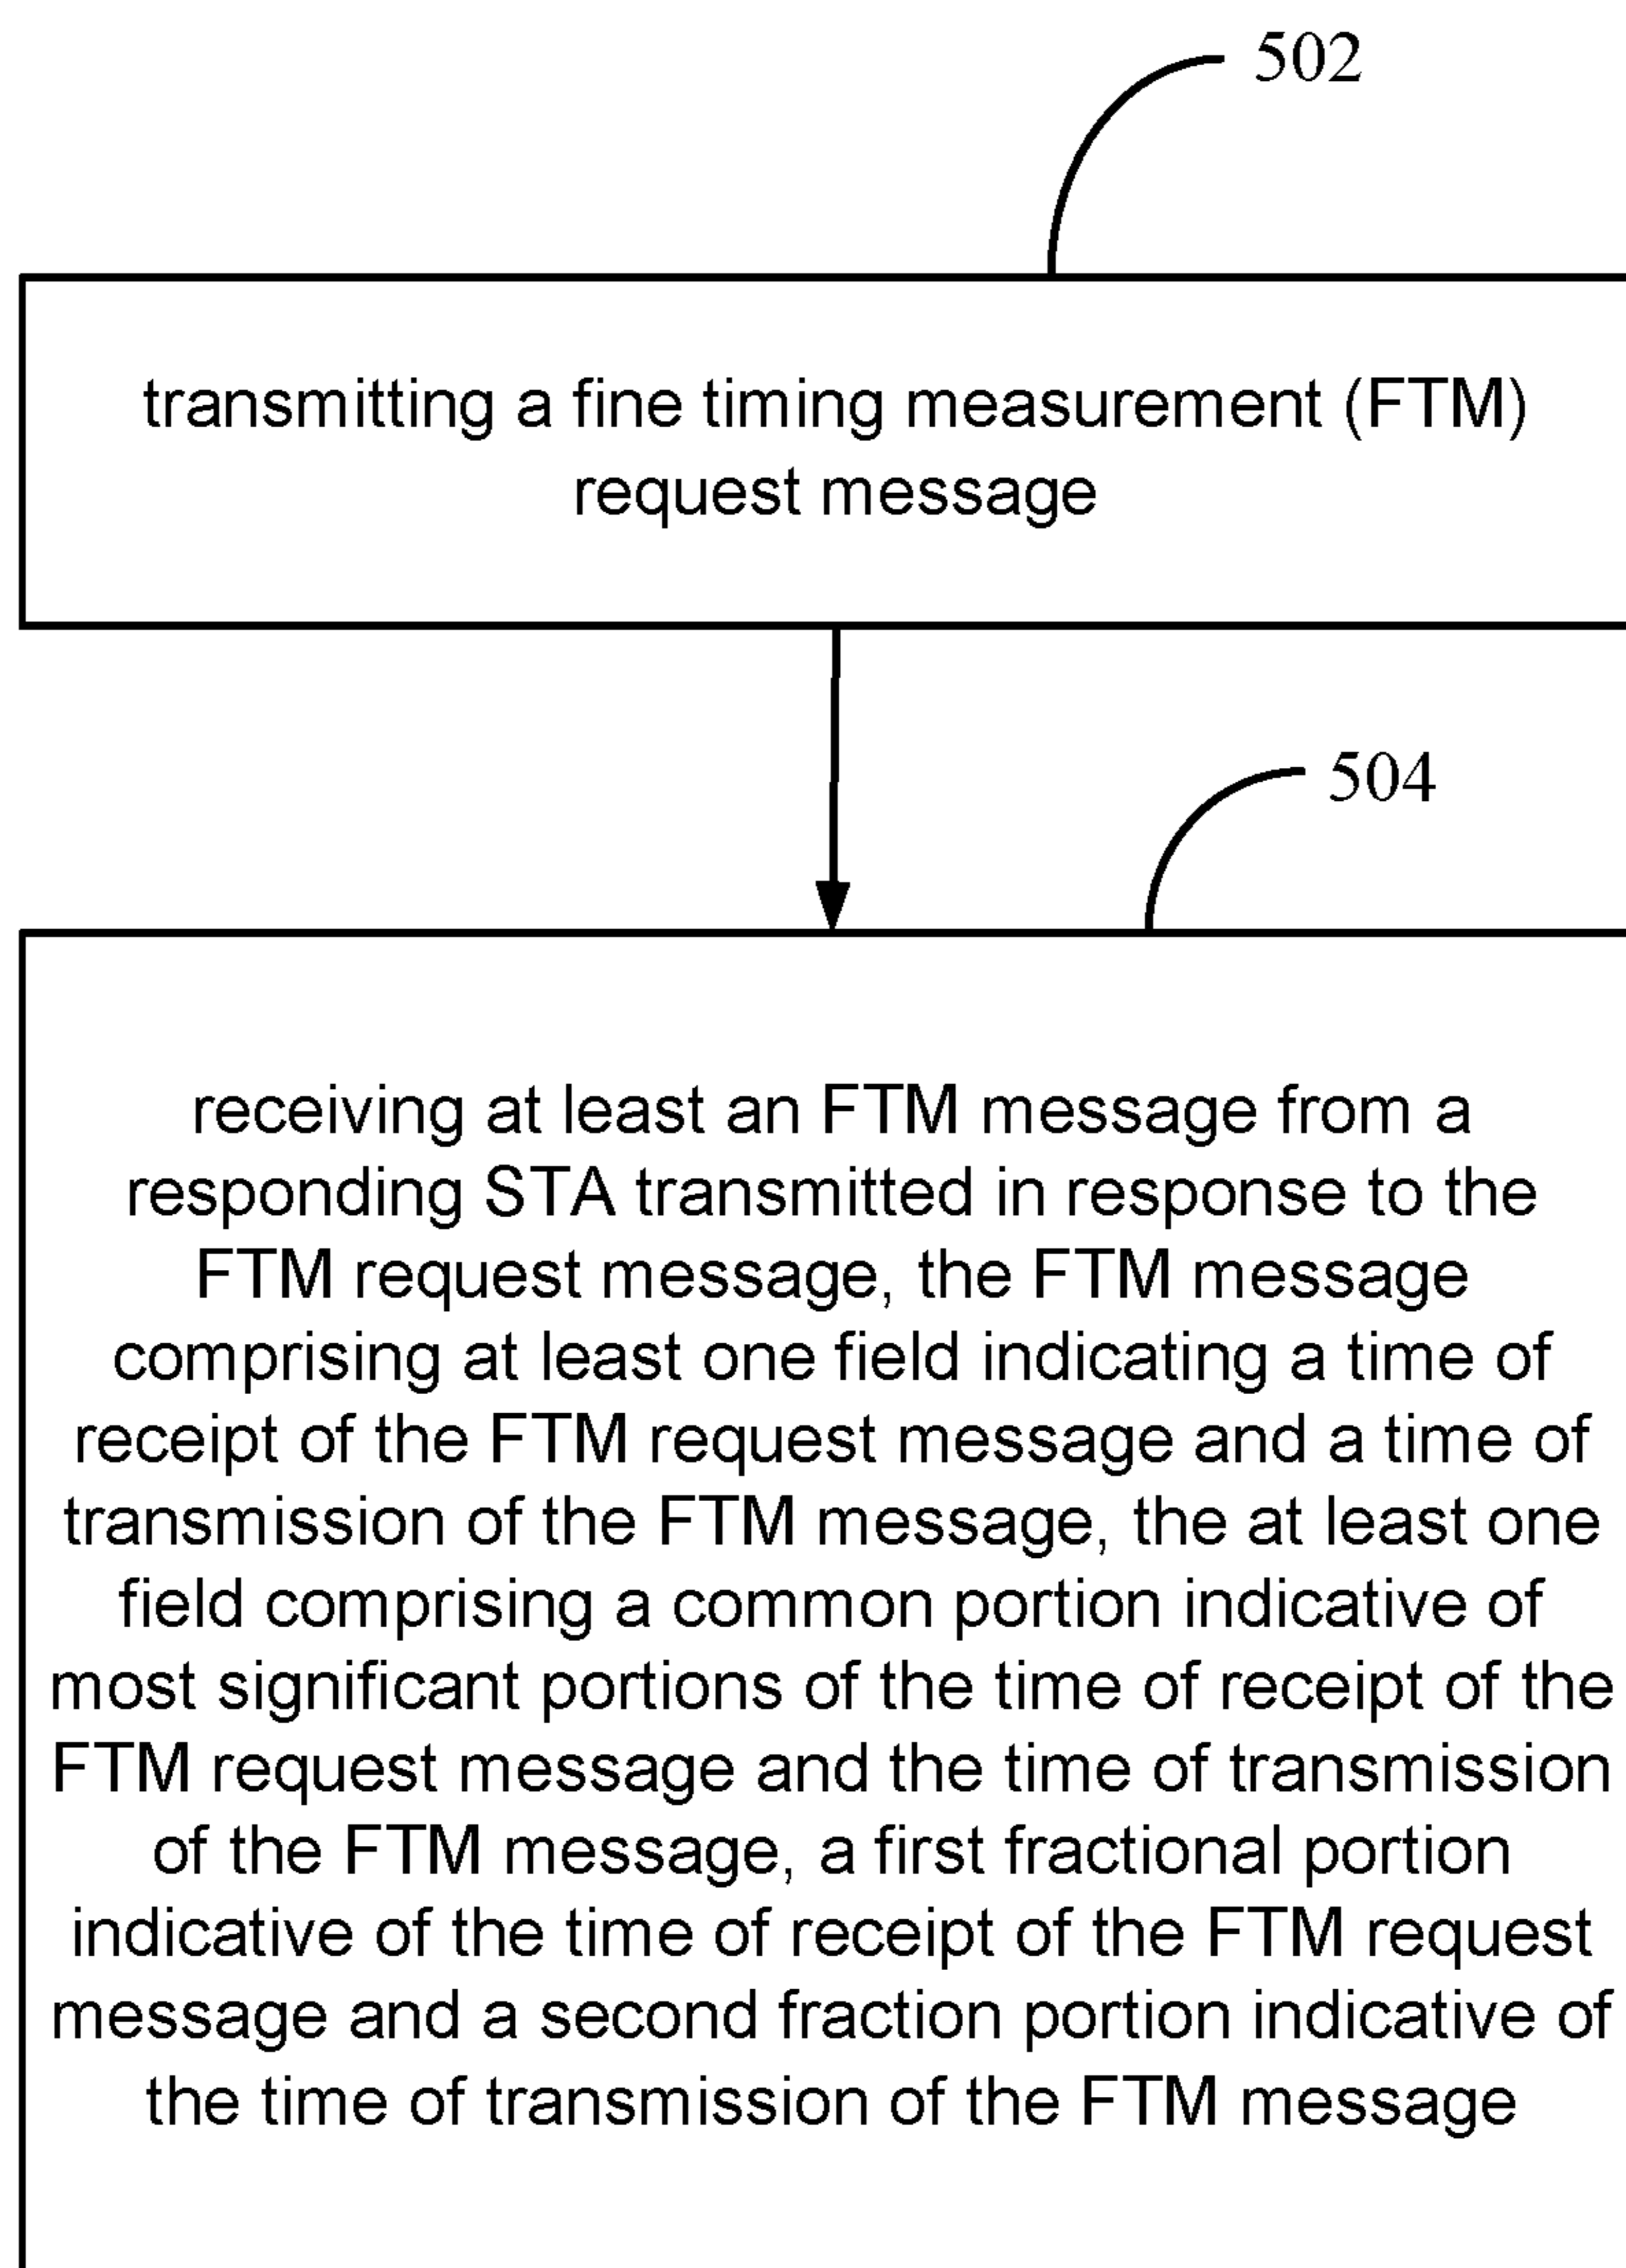 502
transmitting a fine timing measurement (FTM)
request message
504
receiving at least an FTM message from a
responding STA transmitted in response to the
FTM request message, the FTM message
comprising at least one field indicating a time of
receipt of the FTM request message and a time of
transmission of the FTM message, the at least one
field comprising a common portion indicative of
most significant portions of the time of receipt of the
FTM request message and the time of transmission
of the FTM message, a first fractional portion
indicative of the time of receipt of the FTM request
message and a second fraction portion indicative of
the time of transmission of the FTM message